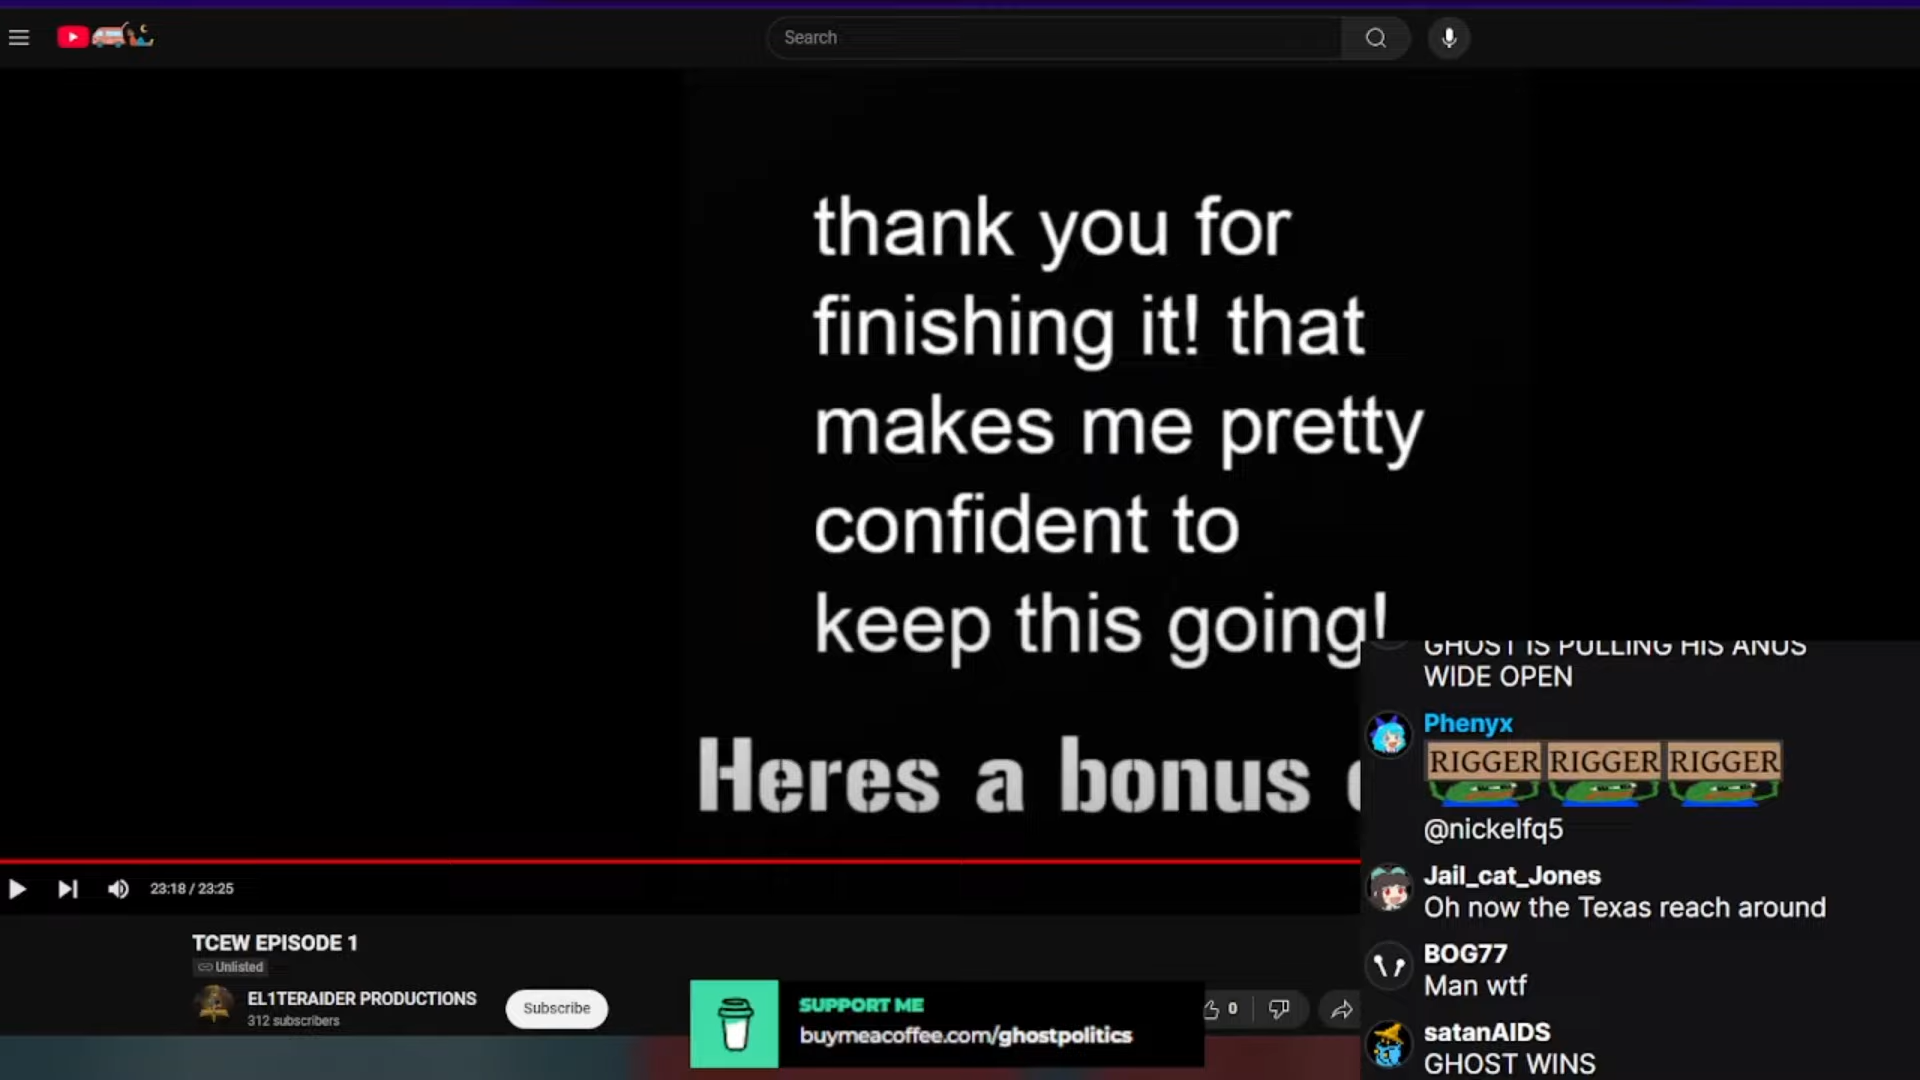 Search
thank you for
finishing it! that
makes me pretty
confident to
keep this going!
Heres a bonus
23:18 / 23:25
TCEW EPISODE 1
Unlisted
EL1TERAIDER PRODUCTIONS
312 subscribers
Subscribe
SUPPORT ME
buymeacoffee.com/ghostpolitics
0
GHOST IS PULLING HIS ANUS
WIDE OPEN
Phenyx
RIGGER RIGGER RIGGER
@nickelfq5
Jail_cat_Jones
Oh now the Texas reach around
BOG77
Man wtf
satanAIDS
GHOST WINS